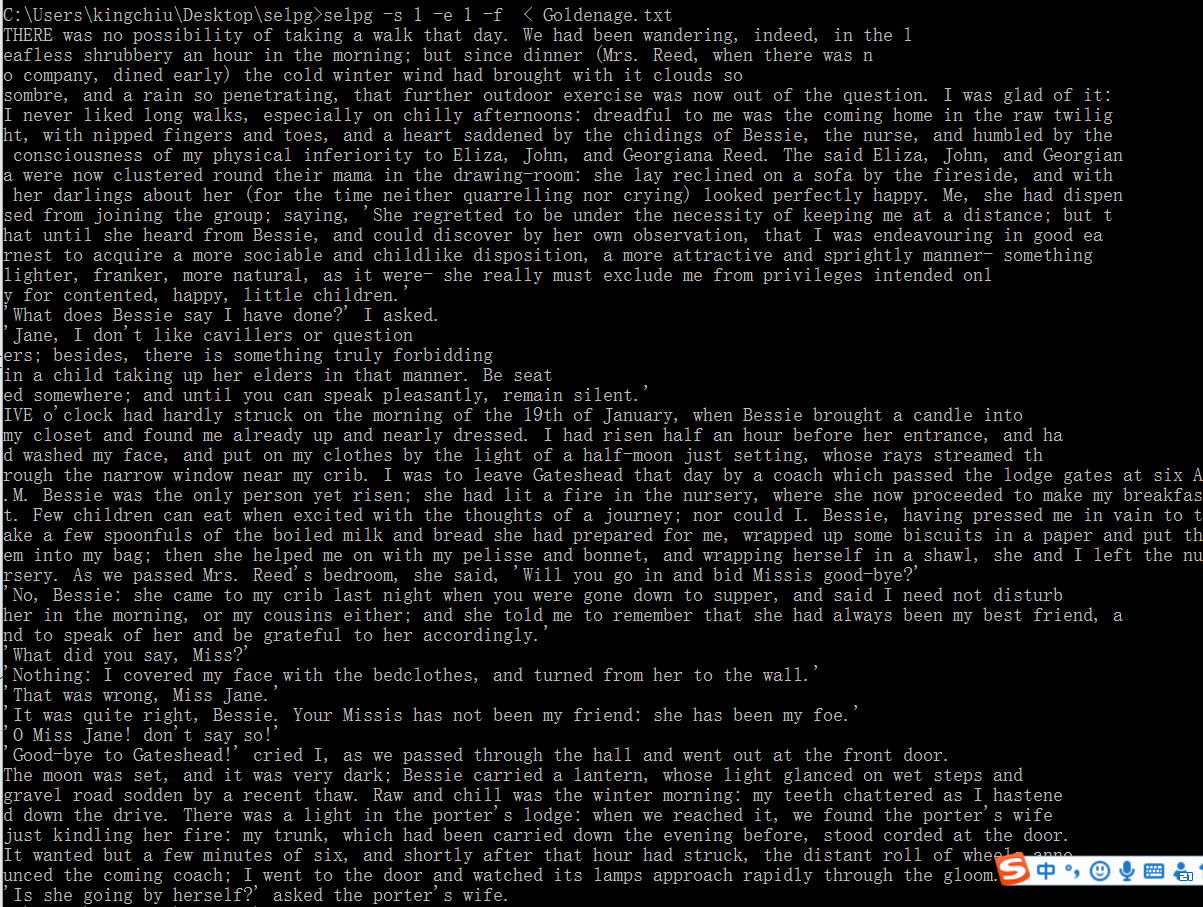 C:\Users\kingchiu\Desktop\selpg>selpg -s 1 -e 1 -f  < Goldenage.txt
THERE was no possibility of taking a walk that day. We had been wandering, indeed, in the l
eafless shrubbery an hour in the morning; but since dinner (Mrs. Reed, when there was n
o company, dined early) the cold winter wind had brought with it clouds so
sombre, and a rain so penetrating, that further outdoor exercise was now out of the question. I was glad of it:
I never liked long walks, especially on chilly afternoons: dreadful to me was the coming home in the raw twilig
ht, with nipped fingers and toes, and a heart saddened by the chidings of Bessie, the nurse, and humbled by the
 consciousness of my physical inferiority to Eliza, John, and Georgiana Reed. The said Eliza, John, and Georgian
a were now clustered round their mama in the drawing-room: she lay reclined on a sofa by the fireside, and with
 her darlings about her (for the time neither quarrelling nor crying) looked perfectly happy. Me, she had dispen
sed from joining the group; saying, 'She regretted to be under the necessity of keeping me at a distance; but t
hat until she heard from Bessie, and could discover by her own observation, that I was endeavouring in good ea
rnest to acquire a more sociable and childlike disposition, a more attractive and sprightly manner- something
lighter, franker, more natural, as it were- she really must exclude me from privileges intended onl
y for contented, happy, little children.'
'What does Bessie say I have done?' I asked.
'Jane, I don't like cavillers or question
ers; besides, there is something truly forbidding
in a child taking up her elders in that manner. Be seat
ed somewhere; and until you can speak pleasantly, remain silent.'
IVE o'clock had hardly struck on the morning of the 19th of January, when Bessie brought a candle into
my closet and found me already up and nearly dressed. I had risen half an hour before her entrance, and ha
d washed my face, and put on my clothes by the light of a half-moon just setting, whose rays streamed th
rough the narrow window near my crib. I was to leave Gateshead that day by a coach which passed the lodge gates at six A
.M. Bessie was the only person yet risen; she had lit a fire in the nursery, where she now proceeded to make my breakfas
t. Few children can eat when excited with the thoughts of a journey; nor could I. Bessie, having pressed me in vain to t
ake a few spoonfuls of the boiled milk and bread she had prepared for me, wrapped up some biscuits in a paper and put th
em into my bag; then she helped me on with my pelisse and bonnet, and wrapping herself in a shawl, she and I left the nu
rsery. As we passed Mrs. Reed's bedroom, she said, 'Will you go in and bid Missis good-bye?'
'No, Bessie: she came to my crib last night when you were gone down to supper, and said I need not disturb
her in the morning, or my cousins either; and she told me to remember that she had always been my best friend, a
nd to speak of her and be grateful to her accordingly.'
'What did you say, Miss?'
'Nothing: I covered my face with the bedclothes, and turned from her to the wall.'
'That was wrong, Miss Jane.'
'It was quite right, Bessie. Your Missis has not been my friend: she has been my foe.'
'O Miss Jane! don't say so!'
'Good-bye to Gateshead!' cried I, as we passed through the hall and went out at the front door.
The moon was set, and it was very dark; Bessie carried a lantern, whose light glanced on wet steps and
gravel road sodden by a recent thaw. Raw and chill was the winter morning: my teeth chattered as I hastene
d down the drive. There was a light in the porter's lodge: when we reached it, we found the porter's wife
just kindling her fire: my trunk, which had been carried down the evening before, stood corded at the door.
It wanted but a few minutes of six, and shortly after that hour had struck, the distant roll of wheels anno
unced the coming coach; I went to the door and watched its lamps approach rapidly through the gloom.
S 中
'Is she going by herself?' asked the porter's wife.